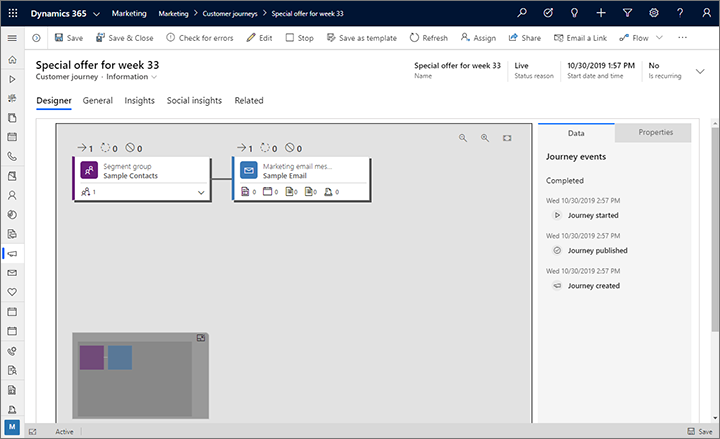 Dynamics 365 Marketing Marketing > Customer journeys > Special offer for week 33
Save Save & Close Check for errors Edit Stop Save as template Refresh Assign Share Email a Link Flow ...
Special offer for week 33
Customer journey · Information
Special offer for week 33
Name
Live
Status reason
10/30/2019 1:57 PM
Start date and time
No
Is recurring
Designer General Insights Social insights Related
1 0 0
Segment group
Sample Contacts
1
1 0 0
Marketing email mes...
Sample Email
0 0 0 0 0
Data Properties
Journey events
Completed
Wed 10/30/2019 2:57 PM
Journey started
Wed 10/30/2019 2:57 PM
Journey published
Wed 10/30/2019 2:57 PM
Journey created
M
Active Save